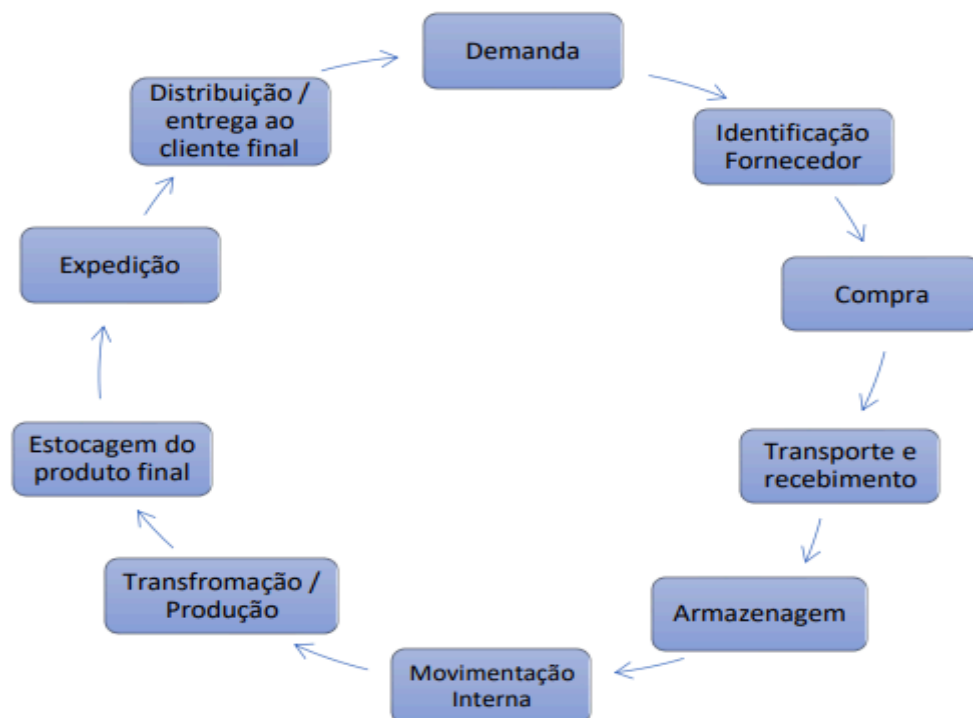 Demanda
Identificação
Fornecedor
Compra
Transporte e
recebimento
Armazenagem
Movimentação
Interna
Transfromação /
Produção
Estocagem do
produto final
Expedição
Distribuição /
entrega ao
cliente final